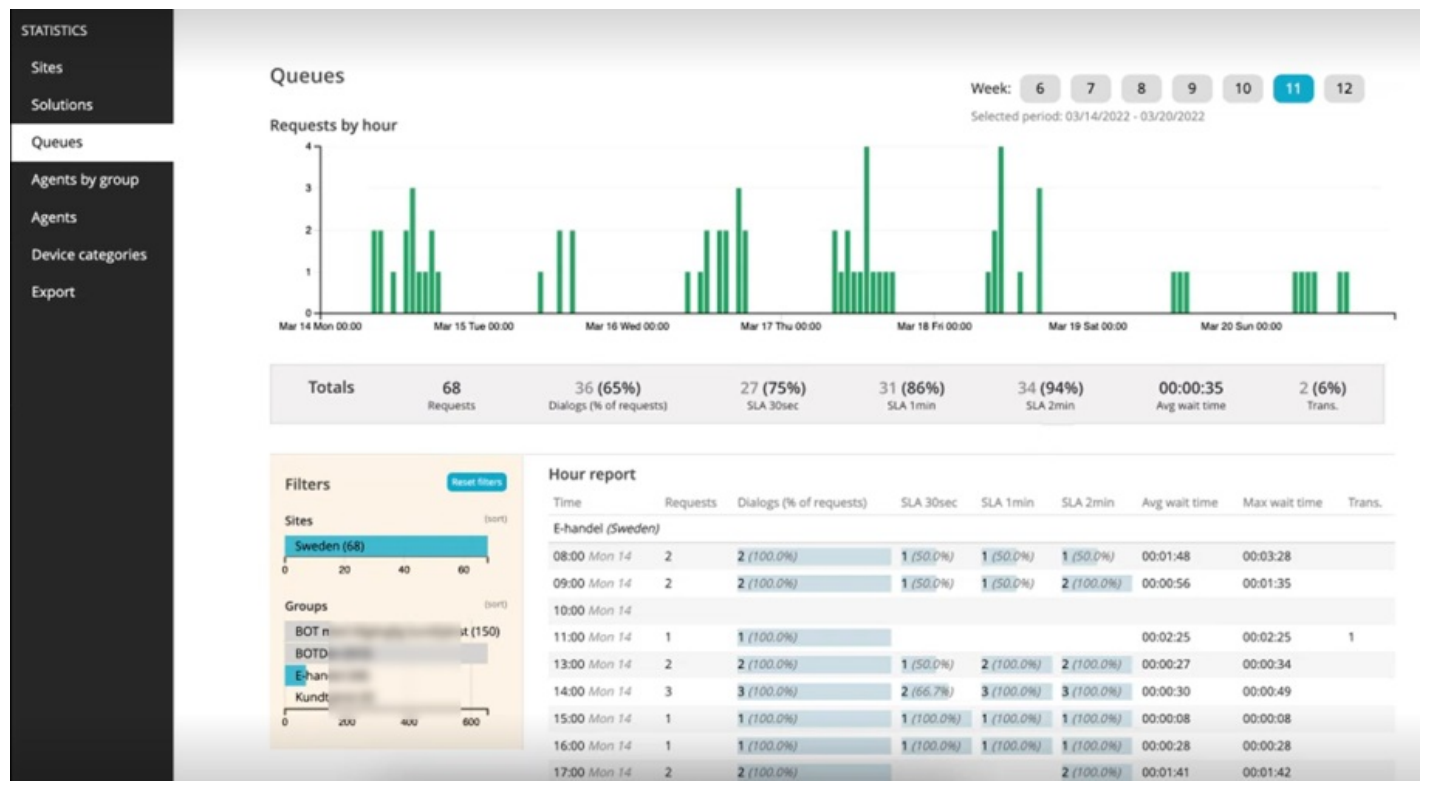 STATISTICS
Sites
Solutions
Queues
Agents by group
Agents
Device categories
Export
Queues
Week: 6 7 8 9 10 11 12
Selected period: 03/14/2022 - 03/20/2022
Requests by hour
4
3
2
1
0
Mar 14 Mon 00:00 Mar 15 Tue 00:00 Mar 16 Wed 00:00 Mar 17 Thu 00:00 Mar 18 Fri 00:00 Mar 19 Sat 00:00 Mar 20 Sun 00:00
Totals 68 36 (65%) 27 (75%) 31 (86%) 34 (94%) 00:00:35 2 (6%)
Requests Dialogs (% of requests) SLA 30sec SLA 1min SLA 2min Avg wait time Trans.
Filters Reset filters
Sites (sort)
Sweden (68)
0 20 40 60
Groups (sort)
BOT st (150)
BOTD
E-han
Kundt
0 200 400 600
Hour report
Time Requests Dialogs (% of requests) SLA 30sec SLA 1min SLA 2min Avg wait time Max wait time Trans.
E-handel (Sweden)
08:00 Mon 14 2 2 (100.0%) 1 (50.0%) 1 (50.0%) 1 (50.0%) 00:01:48 00:03:28
09:00 Mon 14 2 2 (100.0%) 1 (50.0%) 1 (50.0%) 2 (100.0%) 00:00:56 00:01:35
10:00 Mon 14
11:00 Mon 14 1 1 (100.0%) 00:02:25 00:02:25 1
13:00 Mon 14 2 2 (100.0%) 1 (50.0%) 2 (100.0%) 2 (100.0%) 00:00:27 00:00:34
14:00 Mon 14 3 3 (100.0%) 2 (66.7%) 3 (100.0%) 3 (100.0%) 00:00:30 00:00:49
15:00 Mon 14 1 1 (100.0%) 1 (100.0%) 1 (100.0%) 1 (100.0%) 00:00:08 00:00:08
16:00 Mon 14 1 1 (100.0%) 1 (100.0%) 1 (100.0%) 1 (100.0%) 00:00:28 00:00:28
17:00 Mon 14 2 2 (100.0%) 2 (100.0%) 00:01:41 00:01:42